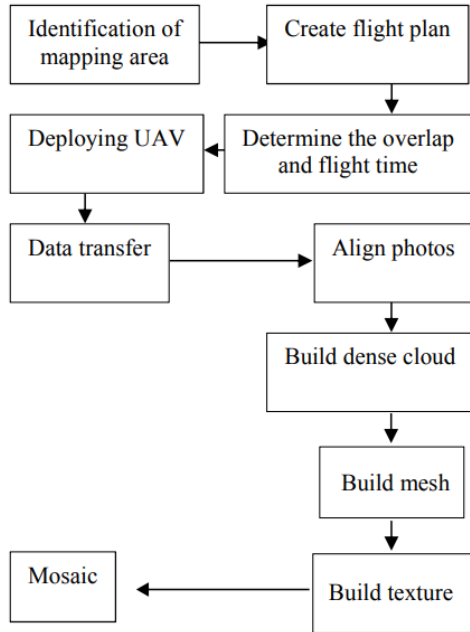 Identification of
mapping area
Create flight plan
Determine the overlap
and flight time
Deploying UAV
Data transfer
Align photos
Build dense cloud
Build mesh
Build texture
Mosaic